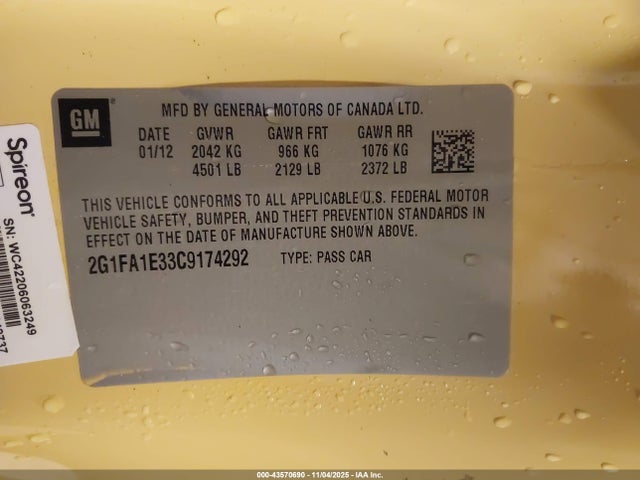 GM
MFD BY GENERAL MOTORS OF CANADA LTD.
DATE GVWR GAWR FRT GAWR RR
01/12 2042 KG 966 KG 1076 KG
4501 LB 2129 LB 2372 LB
THIS VEHICLE CONFORMS TO ALL APPLICABLE U.S. FEDERAL MOTOR
VEHICLE SAFETY, BUMPER, AND THEFT PREVENTION STANDARDS IN
EFFECT ON THE DATE OF MANUFACTURE SHOWN ABOVE.
2G1FA1E33C9174292 TYPE: PASS CAR
Spireon
SN: WC42206063249
000-43570690 - 11/04/2025 - IAA Inc.